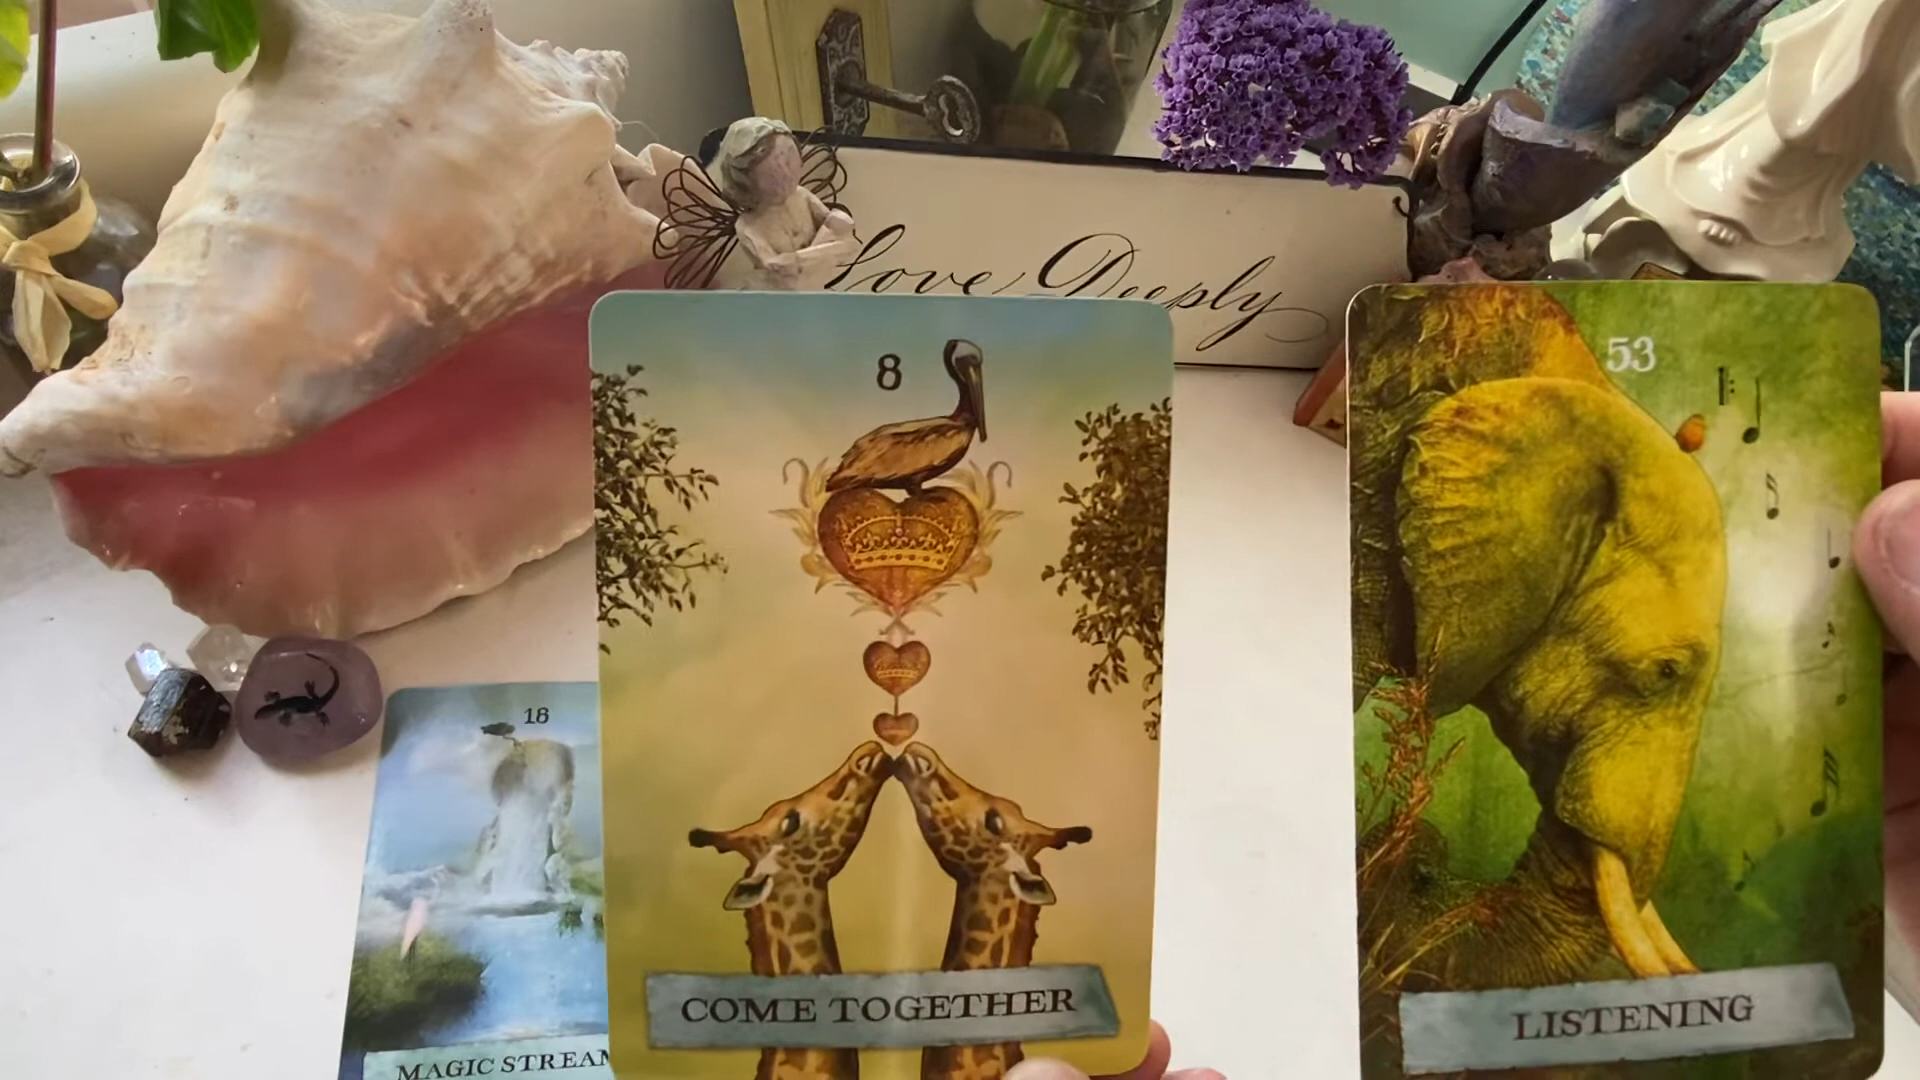 Love Deeply
8
COME TOGETHER
53
LISTENING
18
MAGIC STREAM